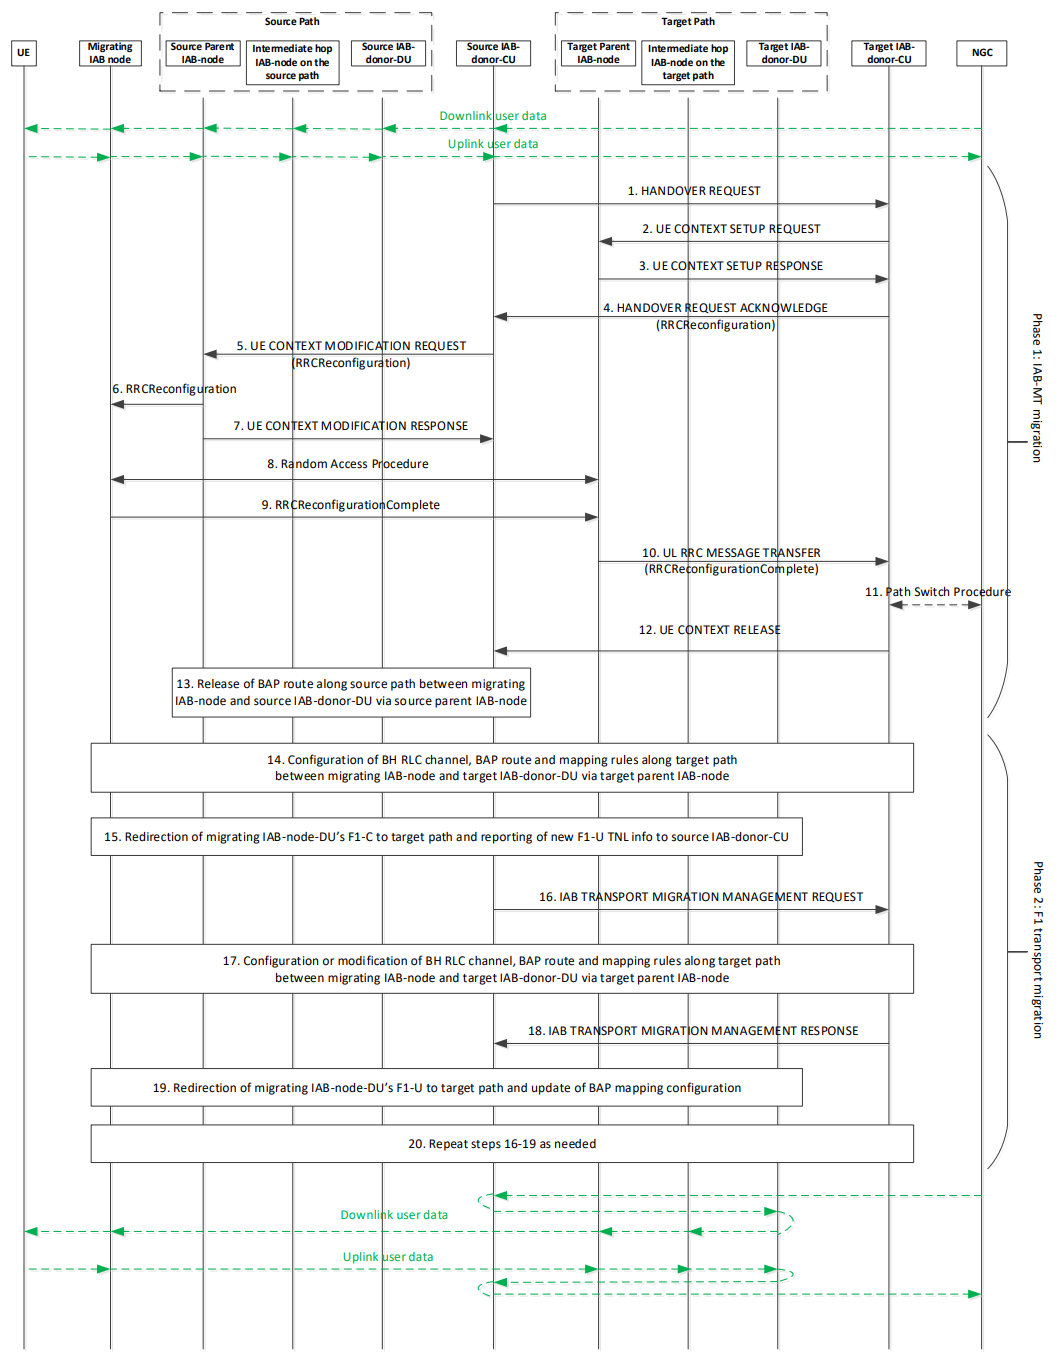 Source Path
Target Path
UE
Migrating
IAB node
Source Parent
IAB-node
Intermediate hop
IAB-node on the
source path
Source IAB-
donor-DU
Source IAB-
donor-CU
Target Parent
IAB-node
Intermediate hop
IAB-node on the
target path
Target IAB-
donor-DU
Target IAB-
donor-CU
NGC
Downlink user data
Uplink user data
1. HANDOVER REQUEST
2. UE CONTEXT SETUP REQUEST
3. UE CONTEXT SETUP RESPONSE
4. HANDOVER REQUEST ACKNOWLEDGE
(RRCReconfiguration)
5. UE CONTEXT MODIFICATION REQUEST
(RRCReconfiguration)
6. RRCReconfiguration
7. UE CONTEXT MODIFICATION RESPONSE
8. Random Access Procedure
9. RRCReconfigurationComplete
10. UL RRC MESSAGE TRANSFER
(RRCReconfigurationComplete)
11. Path Switch Procedure
12. UE CONTEXT RELEASE
13. Release of BAP route along source path between migrating
IAB-node and source IAB-donor-DU via source parent IAB-node
Phase 1: IAB-MT migration
14. Configuration of BH RLC channel, BAP route and mapping rules along target path
between migrating IAB-node and target IAB-donor-DU via target parent IAB-node
15. Redirection of migrating IAB-node-DU's F1-C to target path and reporting of new F1-U TNL info to source IAB-donor-CU
16. IAB TRANSPORT MIGRATION MANAGEMENT REQUEST
17. Configuration or modification of BH RLC channel, BAP route and mapping rules along target path
between migrating IAB-node and target IAB-donor-DU via target parent IAB-node
18. IAB TRANSPORT MIGRATION MANAGEMENT RESPONSE
19. Redirection of migrating IAB-node-DU's F1-U to target path and update of BAP mapping configuration
20. Repeat steps 16-19 as needed
Phase 2: F1 transport migration
Downlink user data
Uplink user data